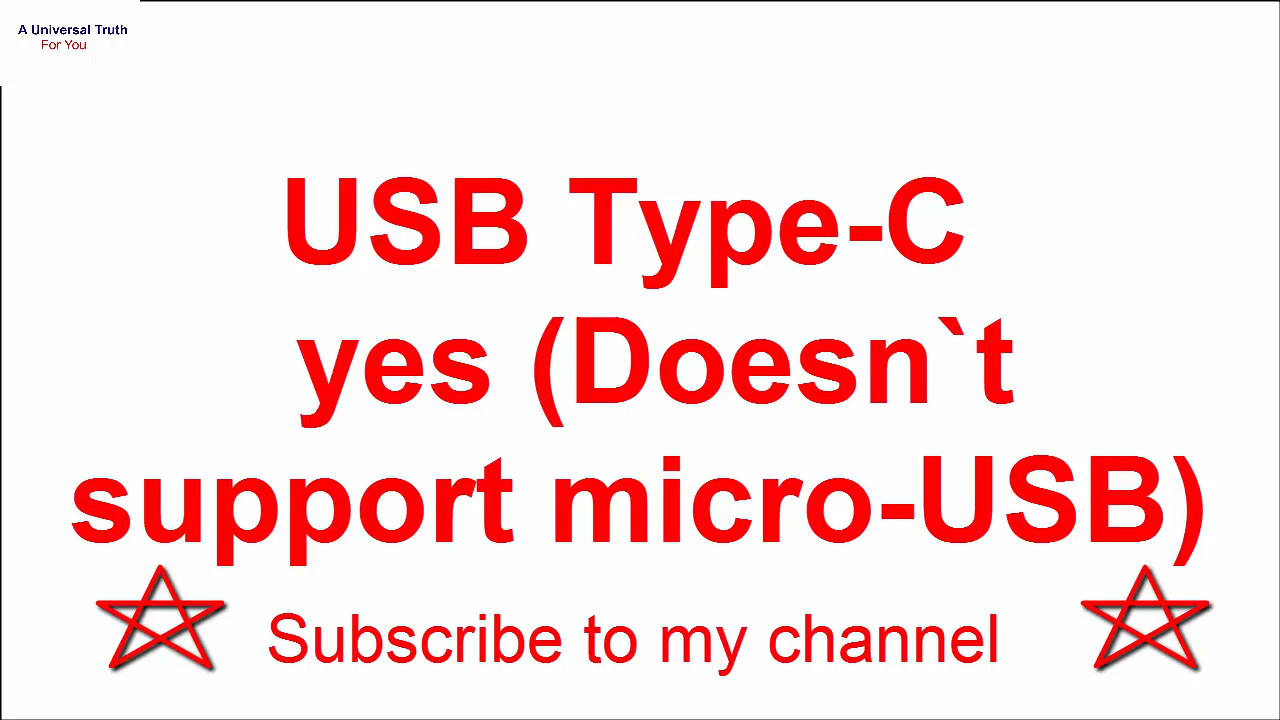 A Universal Truth
For You
USB Type-C
yes (Doesn`t
support micro-USB)
Subscribe to my channel